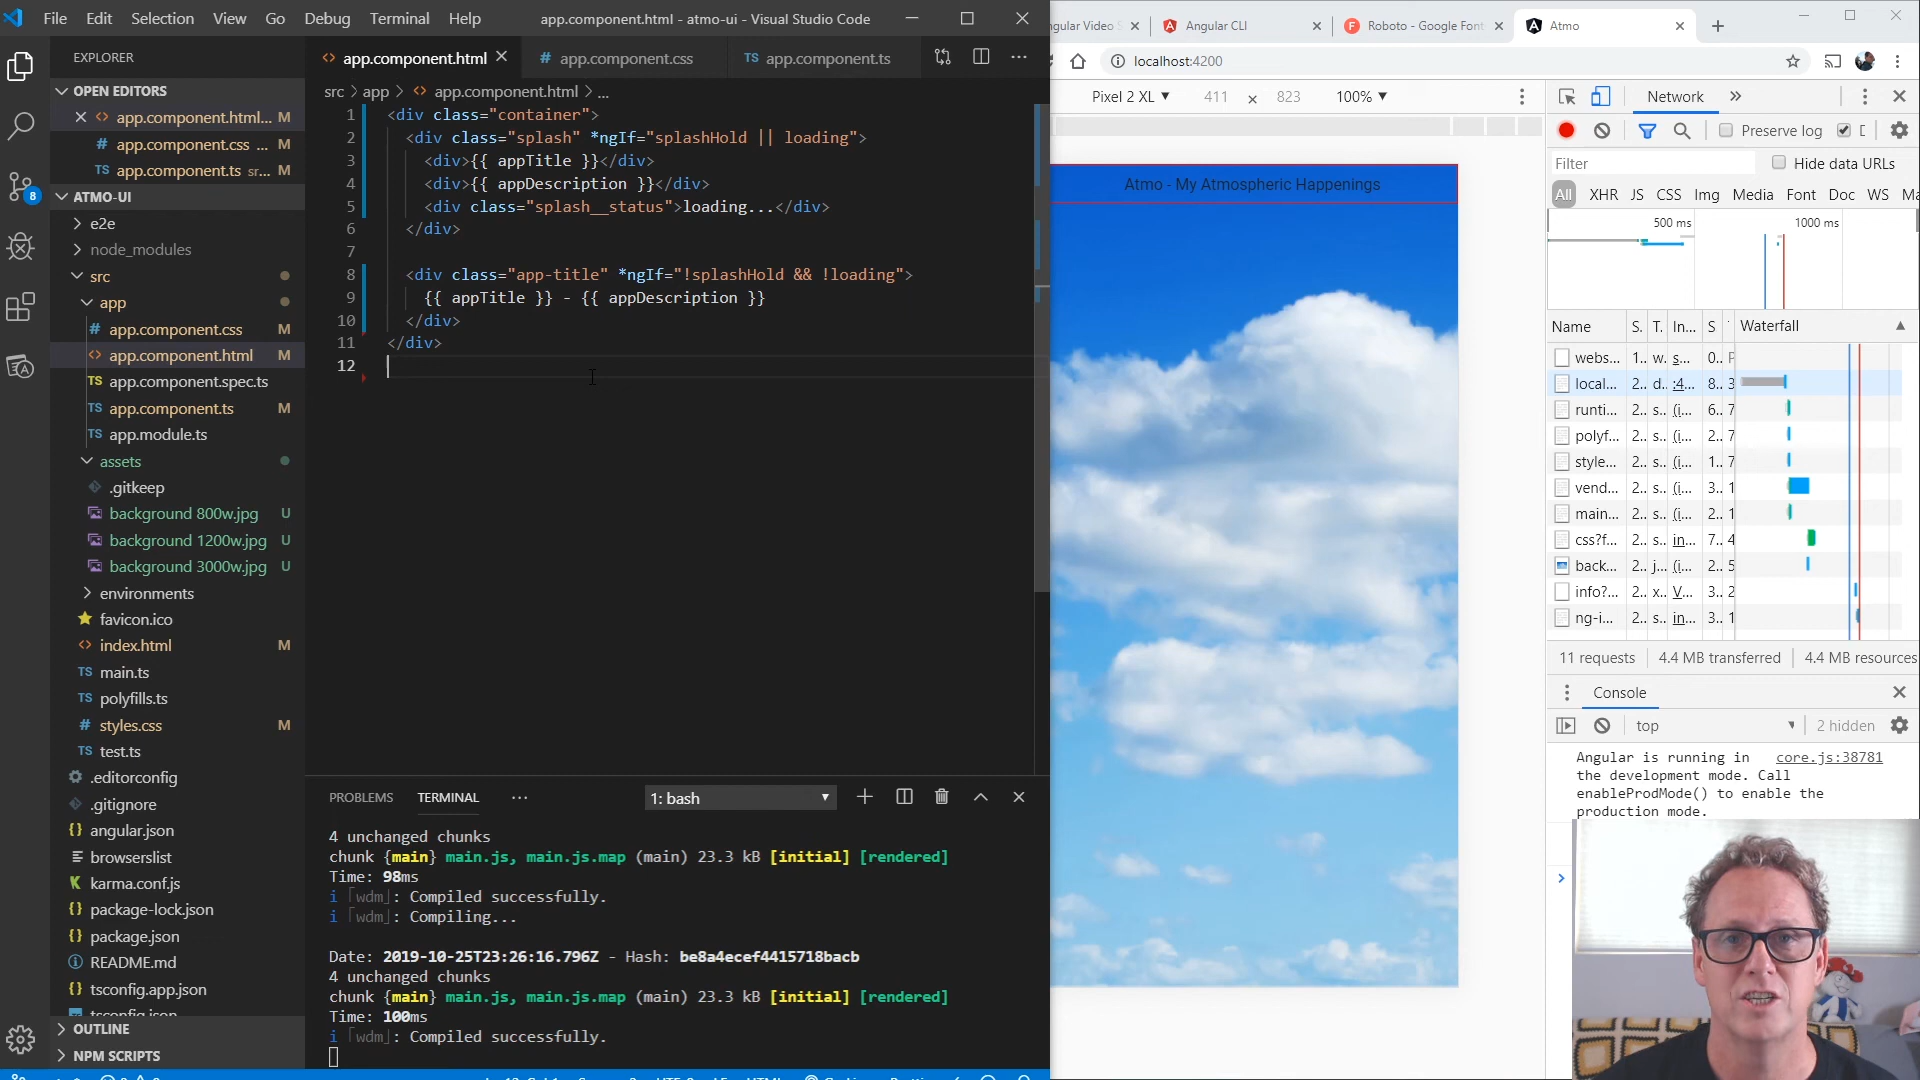 File Edit Selection View Go Debug Terminal Help
app.component.html - atmo-ui - Visual Studio Code
EXPLORER
OPEN EDITORS
app.component.html... M
app.component.css ... M
app.component.ts sr... M
ATMO-UI
e2e
node_modules
src
app
app.component.css M
app.component.html M
TS app.component.spec.ts
TS app.component.ts M
TS app.module.ts
assets
.gitkeep
background 800w.jpg U
background 1200w.jpg U
background 3000w.jpg U
environments
favicon.ico
index.html M
TS main.ts
TS polyfills.ts
# styles.css M
TS test.ts
.editorconfig
.gitignore
angular.json
browserslist
karma.conf.js
package-lock.json
package.json
README.md
tsconfig.app.json
tsconfig.json
OUTLINE
NPM SCRIPTS
8
app.component.html
# app.component.css
TS app.component.ts
src > app > app.component.html > ...
1 <div class="container">
2 <div class="splash" *ngIf="splashHold || loading">
3 <div>{{ appTitle }}</div>
4 <div>{{ appDescription }}</div>
5 <div class="splash__status">loading...</div>
6 </div>
7
8 <div class="app-title" *ngIf="!splashHold && !loading">
9 {{ appTitle }} - {{ appDescription }}
10 </div>
11 </div>
12
PROBLEMS TERMINAL ...
1: bash
4 unchanged chunks
chunk {main} main.js, main.js.map (main) 23.3 kB [initial] [rendered]
Time: 98ms
i ｢wdm｣: Compiled successfully.
i ｢wdm｣: Compiling...
Date: 2019-10-25T23:26:16.796Z - Hash: be8a4ecef4415718bacb
4 unchanged chunks
chunk {main} main.js, main.js.map (main) 23.3 kB [initial] [rendered]
Time: 100ms
i ｢wdm｣: Compiled successfully.
ngular Video S
Angular CLI
Roboto - Google Font
Atmo
localhost:4200
Pixel 2 XL ▼ 411 × 823 100% ▼
Atmo - My Atmospheric Happenings
Network
Preserve log
Filter
Hide data URLs
All XHR JS CSS Img Media Font Doc WS Ma
500 ms 1000 ms
Name S. T. In... S Waterfall
webs... 1.. w. s... 0..
local... 2.. d.. :4... 8.. 3
runti... 2.. s.. (i... 6.. 7
polyf... 2.. s.. (i... 2.. 7
style... 2.. s.. (i... 1.. 7
vend... 2.. s.. (i... 3.. 1
main... 2.. s.. (i... 2.. 1
css?f... 2.. s.. in... 7.. 4
back... 2.. j.. (i... 2.. 5
info?... 2.. x.. V... 3.. 2
ng-i... 2.. s.. in... 3.. 1
11 requests 4.4 MB transferred 4.4 MB resources
Console
top 2 hidden
Angular is running in core.js:38781
the development mode. Call
enableProdMode() to enable the
production mode.